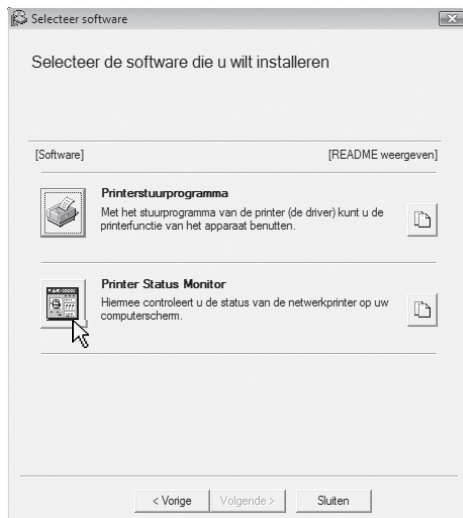 Selecteer software
Selecteer de software die u wilt installeren
[Software] [README weergeven]
Printerstuurprogramma
Met het stuurprogramma van de printer (de driver) kunt u de
printerfunctie van het apparaat benutten.
Printer Status Monitor
Hiermee controleert u de status van de netwerkprinter op uw
computerscherm.
< Vorige Volgende > Sluiten